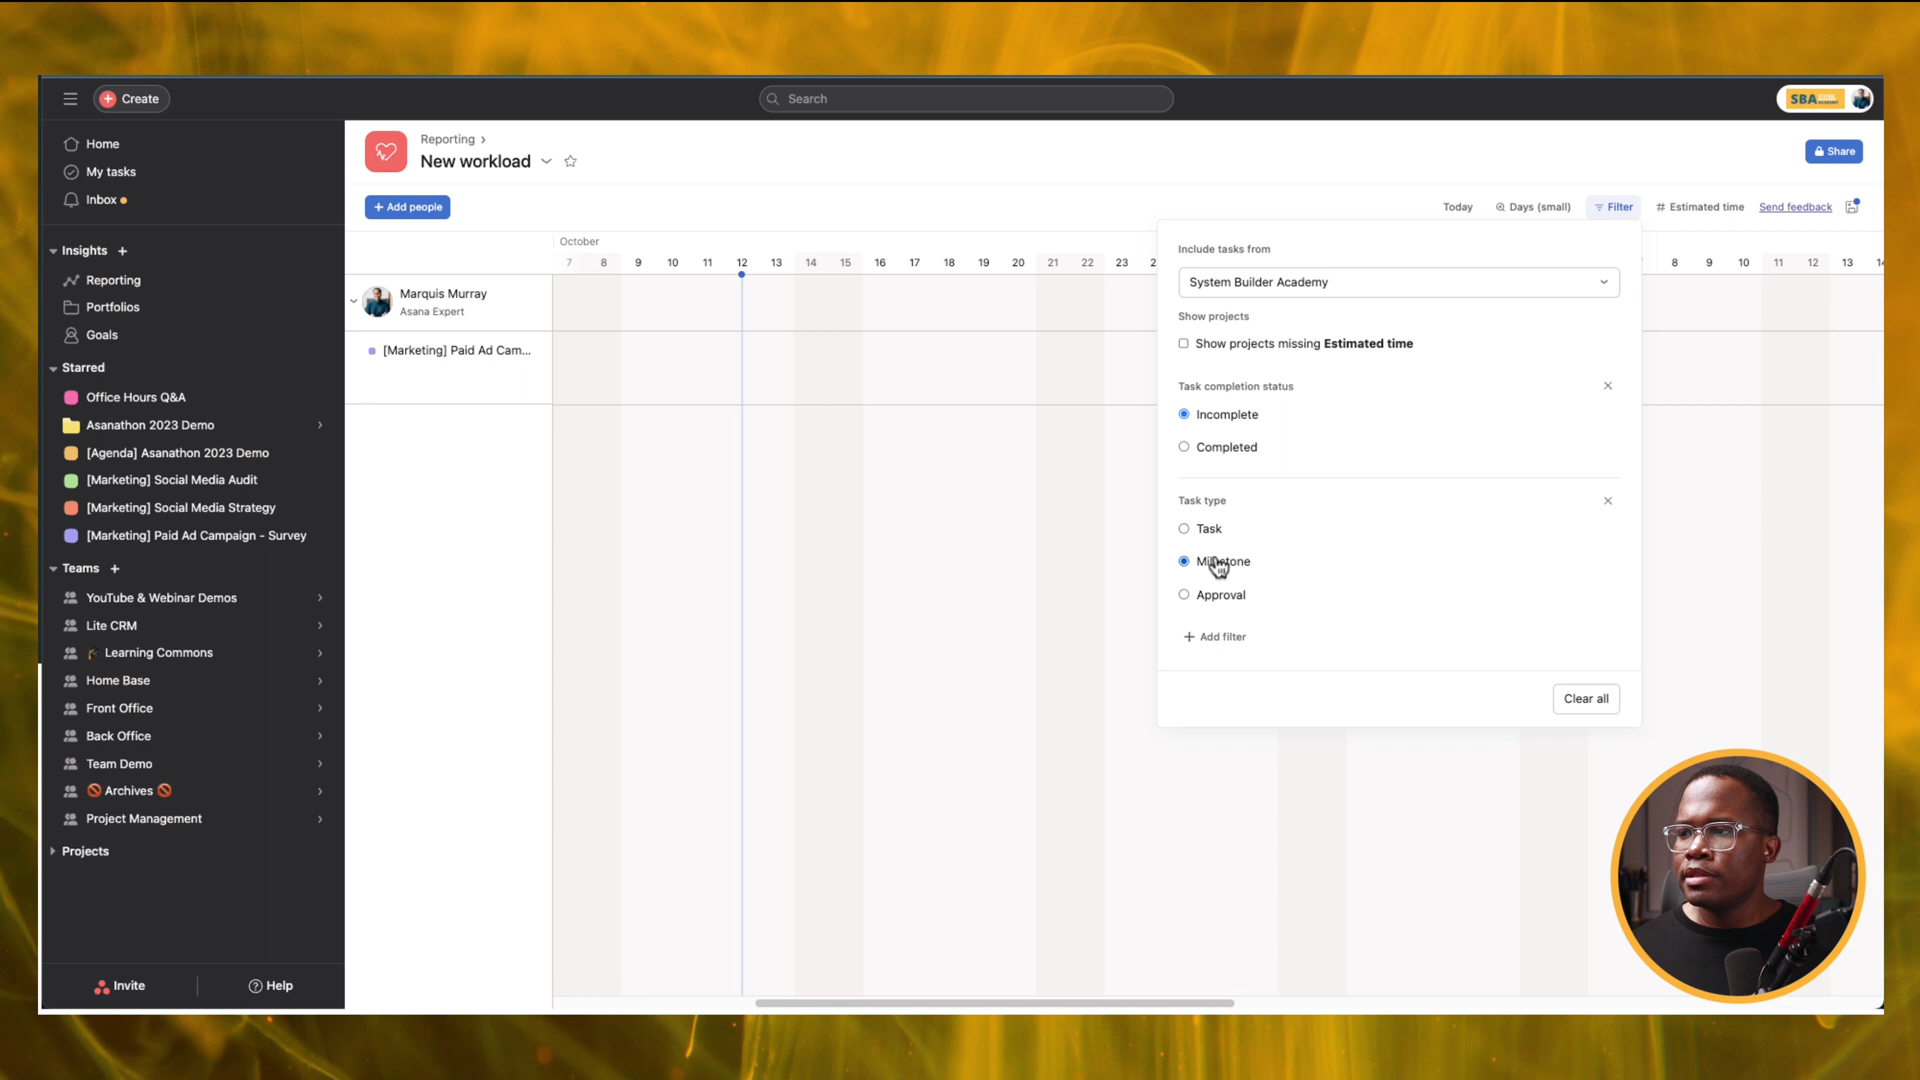 Create
Search
SBA
Home
My tasks
Inbox
Insights
Reporting
Portfolios
Goals
Starred
Office Hours Q&A
Asanathon 2023 Demo
[Agenda] Asanathon 2023 Demo
[Marketing] Social Media Audit
[Marketing] Social Media Strategy
[Marketing] Paid Ad Campaign - Survey
Teams
YouTube & Webinar Demos
Lite CRM
Learning Commons
Home Base
Front Office
Back Office
Team Demo
Archives
Project Management
Projects
Invite
Help
Reporting
New workload
Share
Add people
Today
Days (small)
Filter
# Estimated time
Send feedback
October
7 8 9 10 11 12 13 14 15 16 17 18 19 20 21 22 23 2
8 9 10 11 12 13
Marquis Murray
Asana Expert
[Marketing] Paid Ad Cam...
Include tasks from
System Builder Academy
Show projects
Show projects missing Estimated time
Task completion status
Incomplete
Completed
Task type
Task
Milestone
Approval
Add filter
Clear all